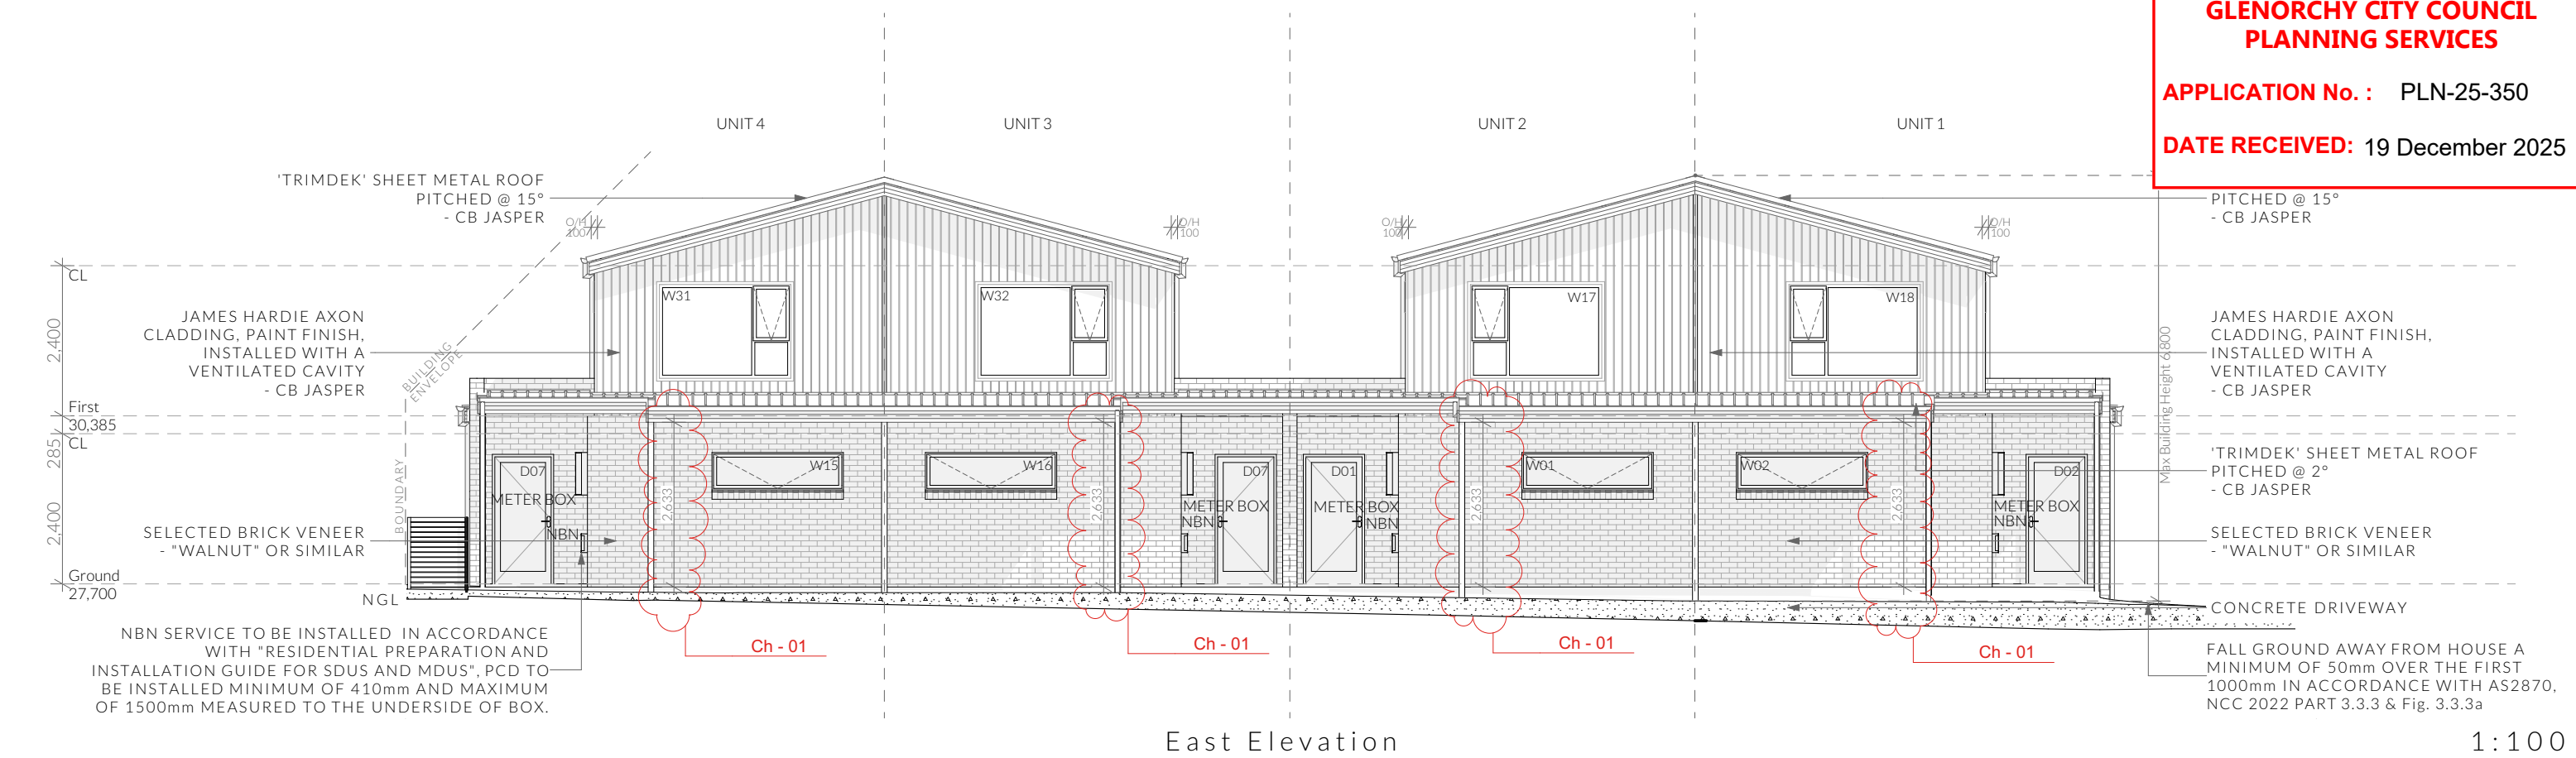 GLENORCHY CITY COUNCIL
PLANNING SERVICES
APPLICATION No. : PLN-25-350
DATE RECEIVED: 19 December 2025
UNIT 4
UNIT 3
UNIT 2
UNIT 1
'TRIMDEK' SHEET METAL ROOF
PITCHED @ 15°
- CB JASPER
O/H
100
O/H
100
O/H
100
O/H
100
PITCHED @ 15°
- CB JASPER
CL
2,400
First
30,385
285
CL
2,400
Ground
27,700
JAMES HARDIE AXON
CLADDING, PAINT FINISH,
INSTALLED WITH A
VENTILATED CAVITY
- CB JASPER
BUILDING
ENVELOPE
BOUNDARY
W31
W32
W17
W18
JAMES HARDIE AXON
CLADDING, PAINT FINISH,
INSTALLED WITH A
VENTILATED CAVITY
- CB JASPER
Max Building Height 6,800
'TRIMDEK' SHEET METAL ROOF
PITCHED @ 2°
- CB JASPER
D07
METER BOX
NBN
2,633
W15
W16
2,633
D07
METER BOX
NBN
D01
METER BOX
NBN
2,633
W01
W02
2,633
D02
METER BOX
NBN
SELECTED BRICK VENEER
- "WALNUT" OR SIMILAR
SELECTED BRICK VENEER
- "WALNUT" OR SIMILAR
NGL
CONCRETE DRIVEWAY
NBN SERVICE TO BE INSTALLED IN ACCORDANCE
WITH "RESIDENTIAL PREPARATION AND
INSTALLATION GUIDE FOR SDUS AND MDUS", PCD TO
BE INSTALLED MINIMUM OF 410mm AND MAXIMUM
OF 1500mm MEASURED TO THE UNDERSIDE OF BOX.
Ch - 01
Ch - 01
Ch - 01
Ch - 01
FALL GROUND AWAY FROM HOUSE A
MINIMUM OF 50mm OVER THE FIRST
1000mm IN ACCORDANCE WITH AS2870,
NCC 2022 PART 3.3.3 & Fig. 3.3.3a
East Elevation
1:100